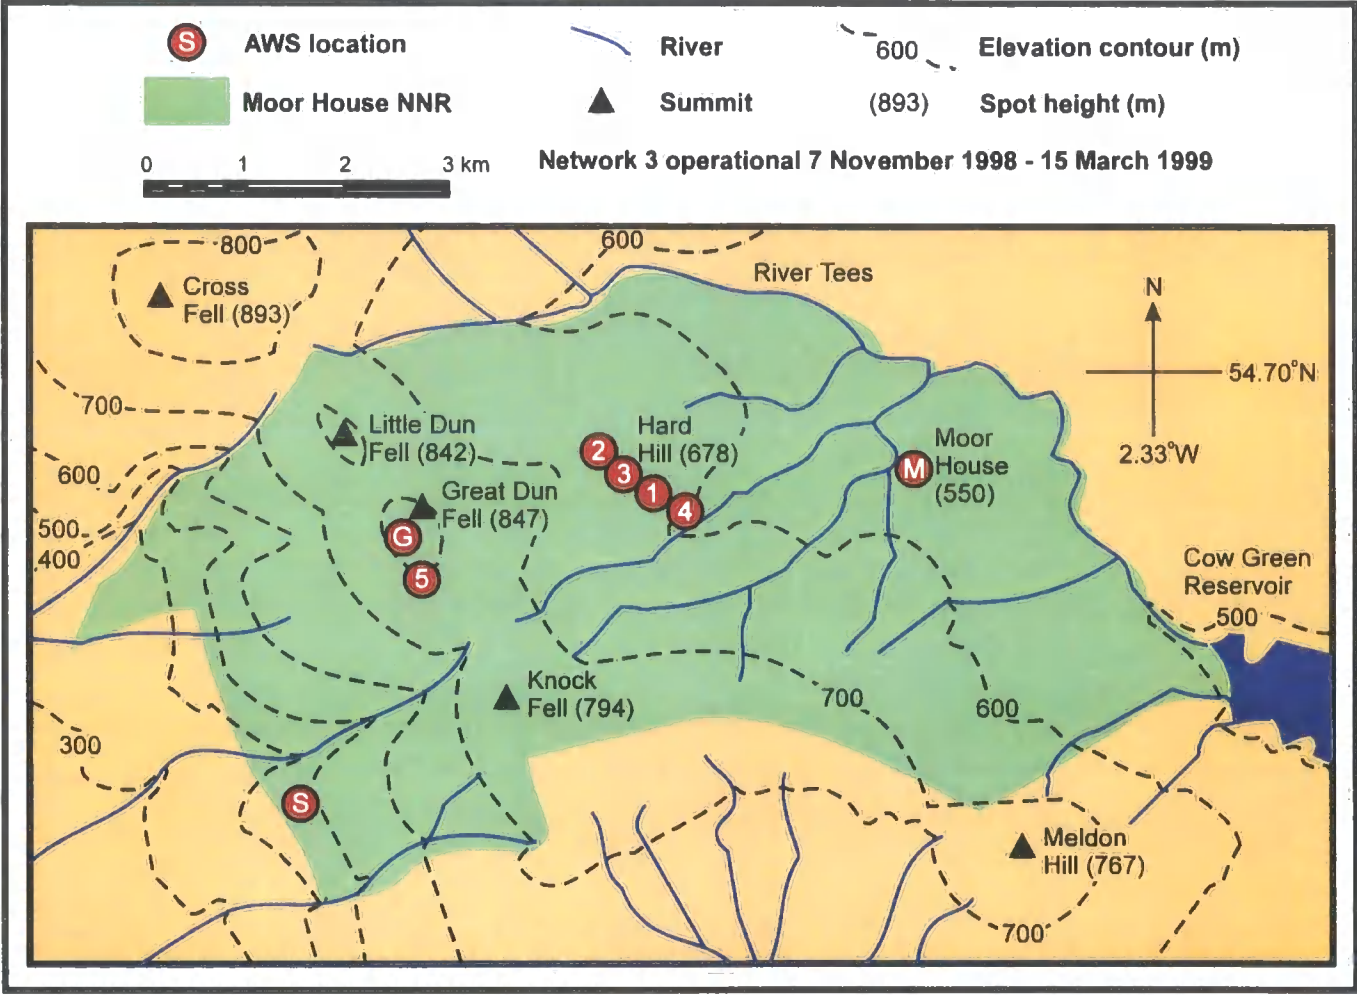 S AWS location
River
600 Elevation contour (m)
Moor House NNR
Summit
(893) Spot height (m)
0 1 2 3 km
Network 3 operational 7 November 1998 - 15 March 1999
800
600
River Tees
Cross
Fell (893)
N
54.70°N
2.33°W
700
Little Dun
Fell (842)
Hard
Hill (678)
2
3
1
4
M
Moor
House
(550)
600
Great Dun
Fell (847)
G
5
500
400
Cow Green
Reservoir
500
Knock
Fell (794)
700
600
300
S
Meldon
Hill (767)
700